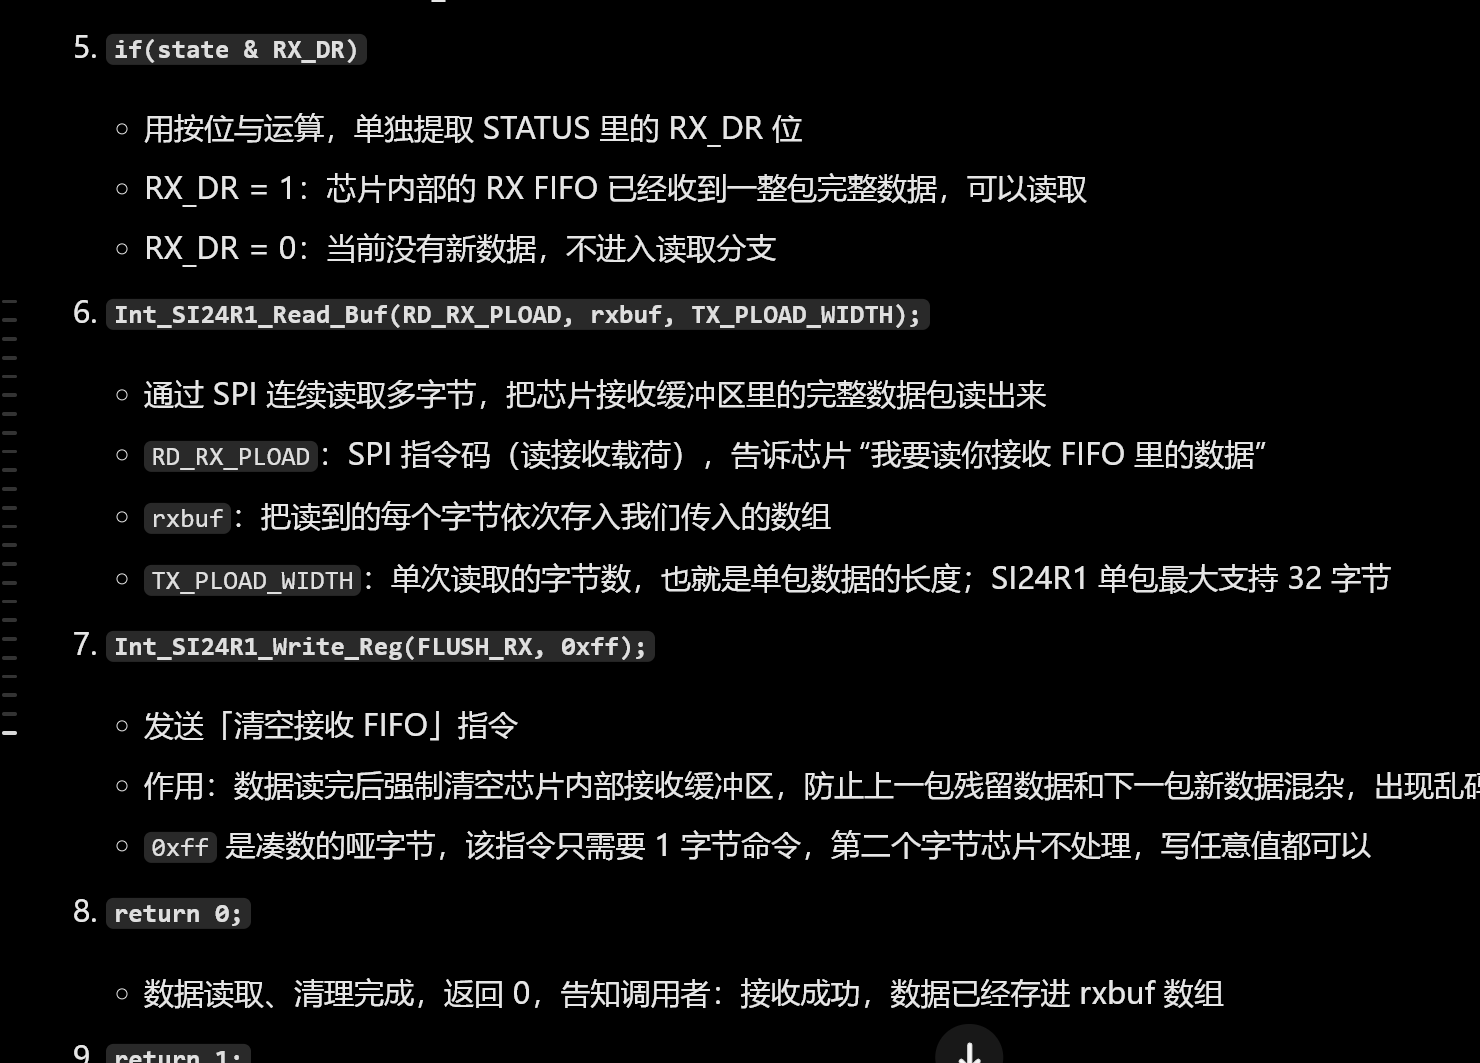 5. if(state & RX_DR)
用按位与运算，单独提取 STATUS 里的 RX_DR 位
RX_DR = 1：芯片内部的 RX FIFO 已经收到一整包完整数据，可以读取
RX_DR = 0：当前没有新数据，不进入读取分支
6. Int_SI24R1_Read_Buf(RD_RX_PLOAD, rxbuf, TX_PLOAD_WIDTH);
通过 SPI 连续读取多字节，把芯片接收缓冲区里的完整数据包读出来
RD_RX_PLOAD：SPI 指令码（读接收载荷），告诉芯片 “我要读你接收 FIFO 里的数据”
rxbuf：把读到的每个字节依次存入我们传入的数组
TX_PLOAD_WIDTH：单次读取的字节数，也就是单包数据的长度；SI24R1 单包最大支持 32 字节
7. Int_SI24R1_Write_Reg(FLUSH_RX, 0xff);
发送「清空接收 FIFO」指令
作用：数据读完后强制清空芯片内部接收缓冲区，防止上一包残留数据和下一包新数据混杂，出现乱码
0xff 是凑数的哑字节，该指令只需要 1 字节命令，第二个字节芯片不处理，写任意值都可以
8. return 0;
数据读取、清理完成，返回 0，告知调用者：接收成功，数据已经存进 rxbuf 数组
9. return 1;